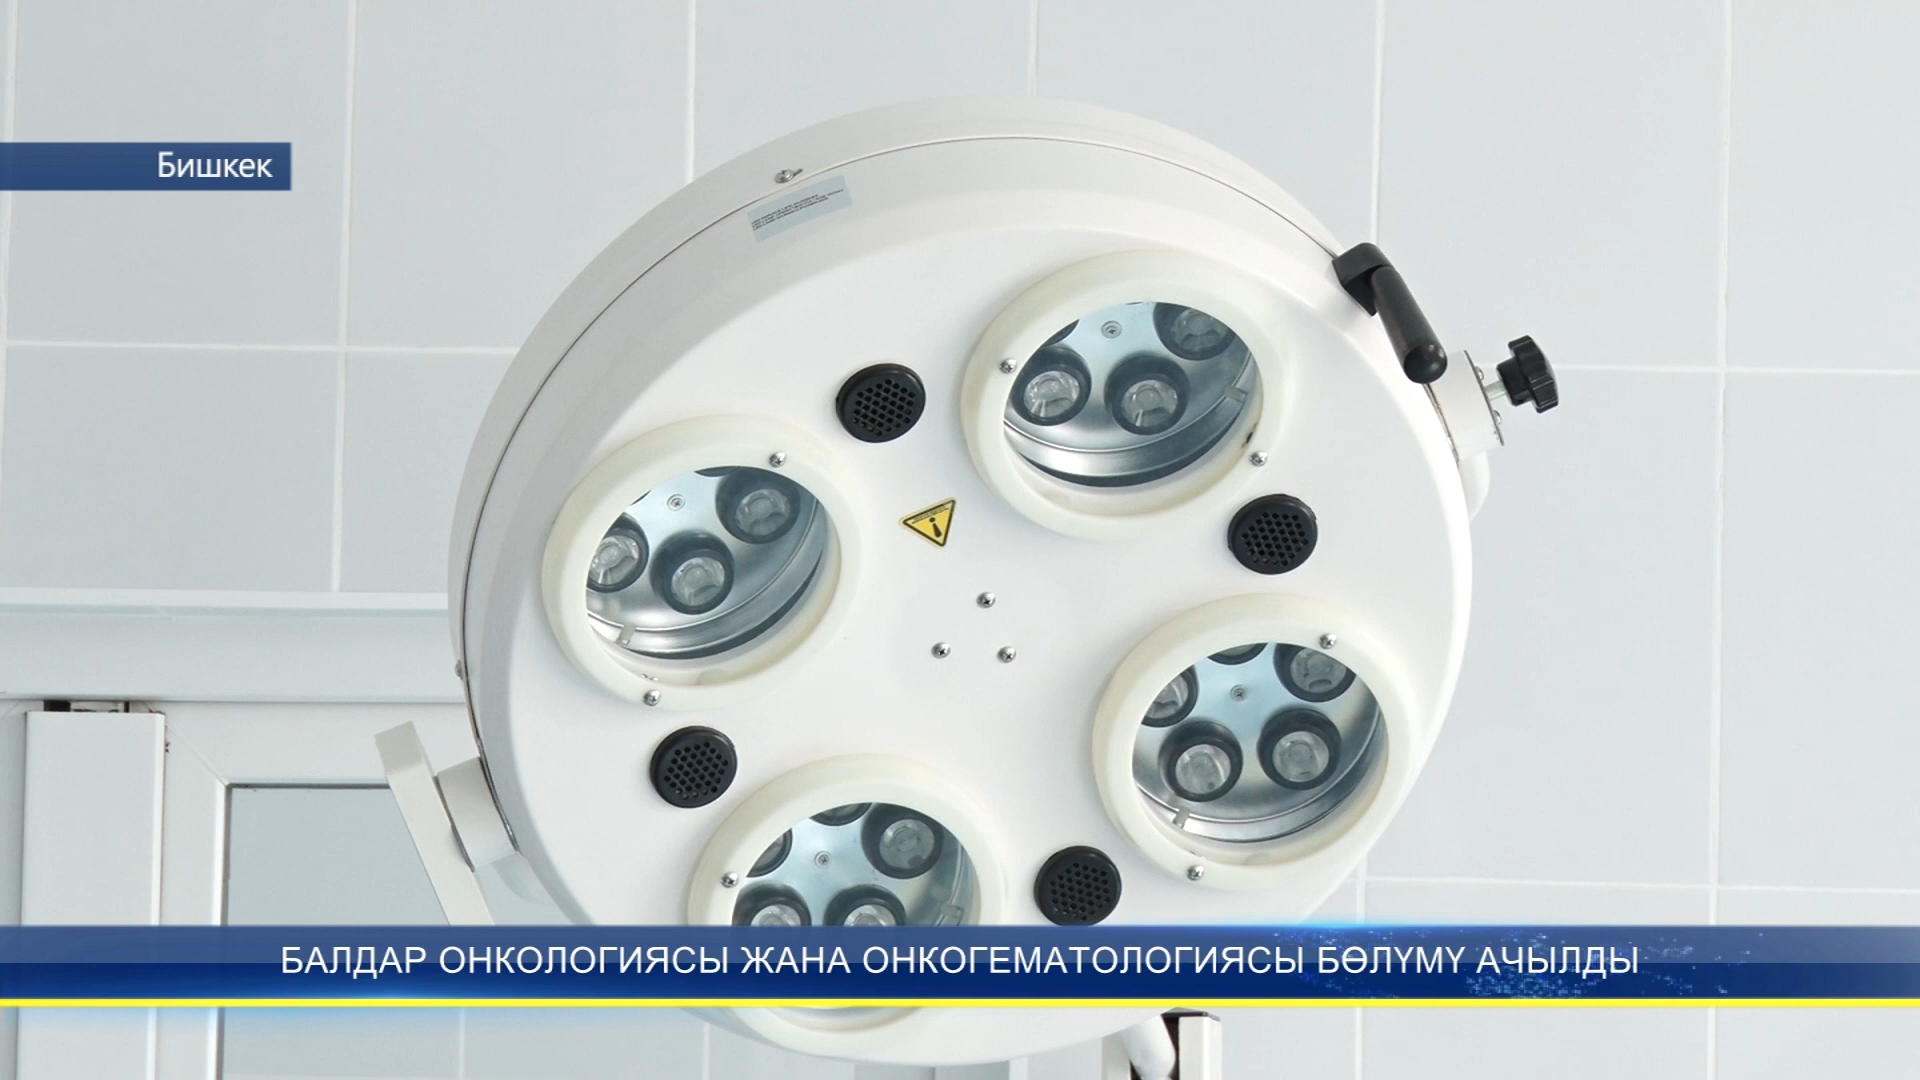 Бишкек
БАЛДАР ОНКОЛОГИЯСЫ ЖАНА ОНКОГЕМАТОЛОГИЯСЫ БӨЛҮМҮ АЧЫЛДЫ